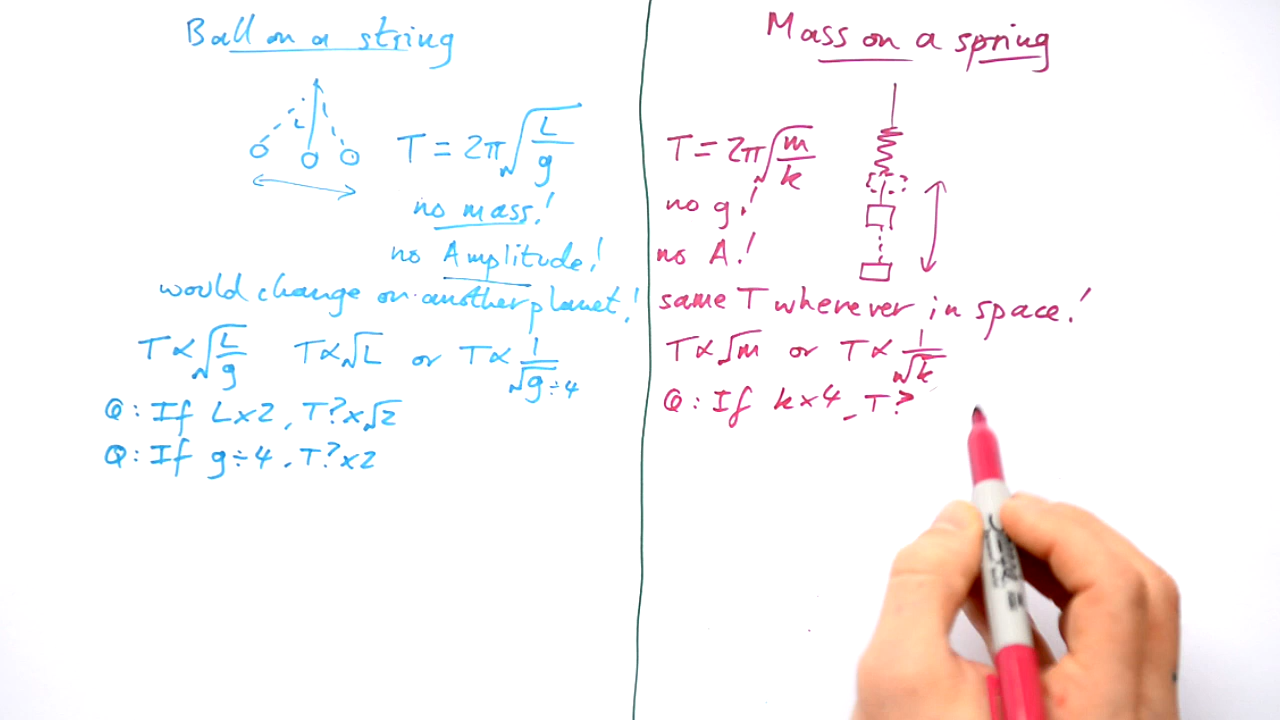 Ball on a string
L
T = 2π√(L/g)
no mass!
no Amplitude!
would change on another planet!
T ∝ √(L/g) T ∝ √L or T ∝ 1/√g ÷4
Q: If L×2, T? ×√2
Q: If g÷4, T? ×2
Mass on a spring
T = 2π√(m/k)
no g!
no A!
same T wherever in space!
T ∝ √m or T ∝ 1/√k
Q: If k×4, T?